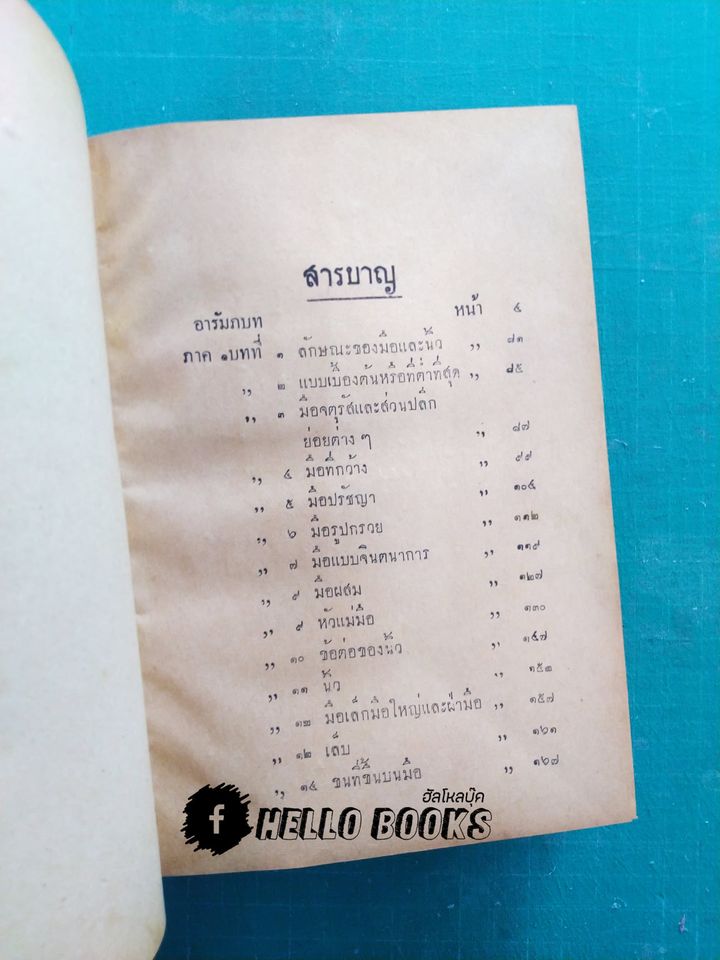 สารบาญ
อารัมภบท หน้า ๔
ภาค ๑บทที่ ๑ ลักษณะของมือและนิ้ว ,, ๘๑
,, ๒ แบบเบื้องต้นหรือที่ต่ำที่สุด ,, ๘๕
,, ๓ มือจตุรัสและส่วนปลีก
ย่อยต่าง ๆ ,, ๘๗
,, ๔ มือที่กว้าง ,, ๙๙
,, ๕ มือปรัชญา ,, ๑๐๔
,, ๖ มือรูปกรวย ,, ๑๑๒
,, ๗ มือแบบจินตนาการ ,, ๑๑๙
,, ๙ มือผสม ,, ๑๒๗
,, ๙ หัวแม่มือ ,, ๑๓๐
,, ๑๐ ข้อต่อของนิ้ว ,, ๑๔๗
,, ๑๑ นิ้ว ,, ๑๕๓
,, ๑๒ มือเล็กมือใหญ่และฝ่ามือ ,, ๑๕๗
,, ๑๒ เล็บ ,, ๑๖๑
,, ๑๔ ขนที่ขึ้นบนมือ ,, ๑๖๗
ฮัลโหลบุ๊ค
f HELLO BOOKS